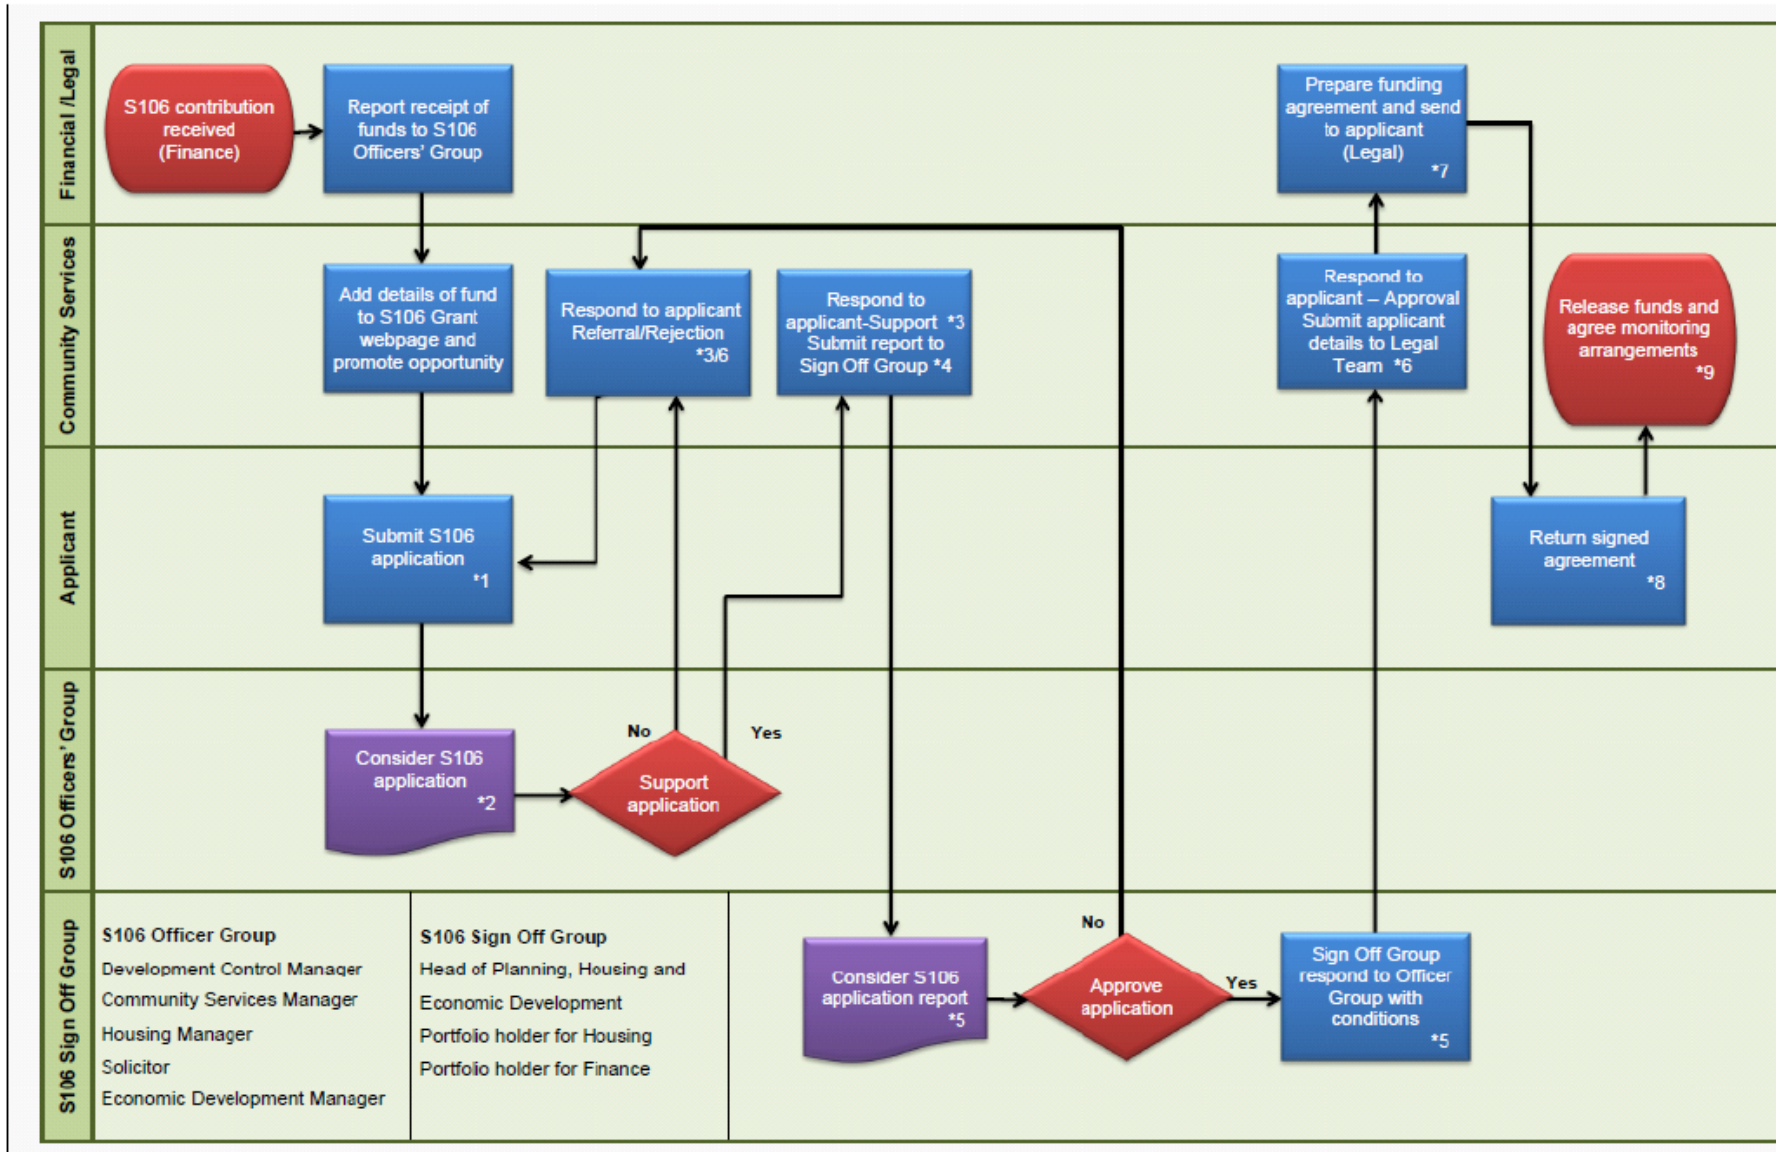 Financial /Legal
S106 contribution
received
(Finance)
Report receipt of
funds to S106
Officers' Group
Prepare funding
agreement and send
to applicant
(Legal)
*7
Community Services
Add details of fund
to S106 Grant
webpage and
promote opportunity
Respond to applicant
Referral/Rejection
*3/6
Respond to
applicant-Support *3
Submit report to
Sign Off Group *4
Respond to
applicant – Approval
Submit applicant
details to Legal
Team *6
Release funds and
agree monitoring
arrangements
*9
Applicant
Submit S106
application
*1
Return signed
agreement
*8
S106 Officers' Group
Consider S106
application
*2
No
Yes
Support
application
S106 Sign Off Group
S106 Officer Group
Development Control Manager
Community Services Manager
Housing Manager
Solicitor
Economic Development Manager
S106 Sign Off Group
Head of Planning, Housing and
Economic Development
Portfolio holder for Housing
Portfolio holder for Finance
Consider S106
application report
*5
No
Approve
application
Yes
Sign Off Group
respond to Officer
Group with
conditions
*5